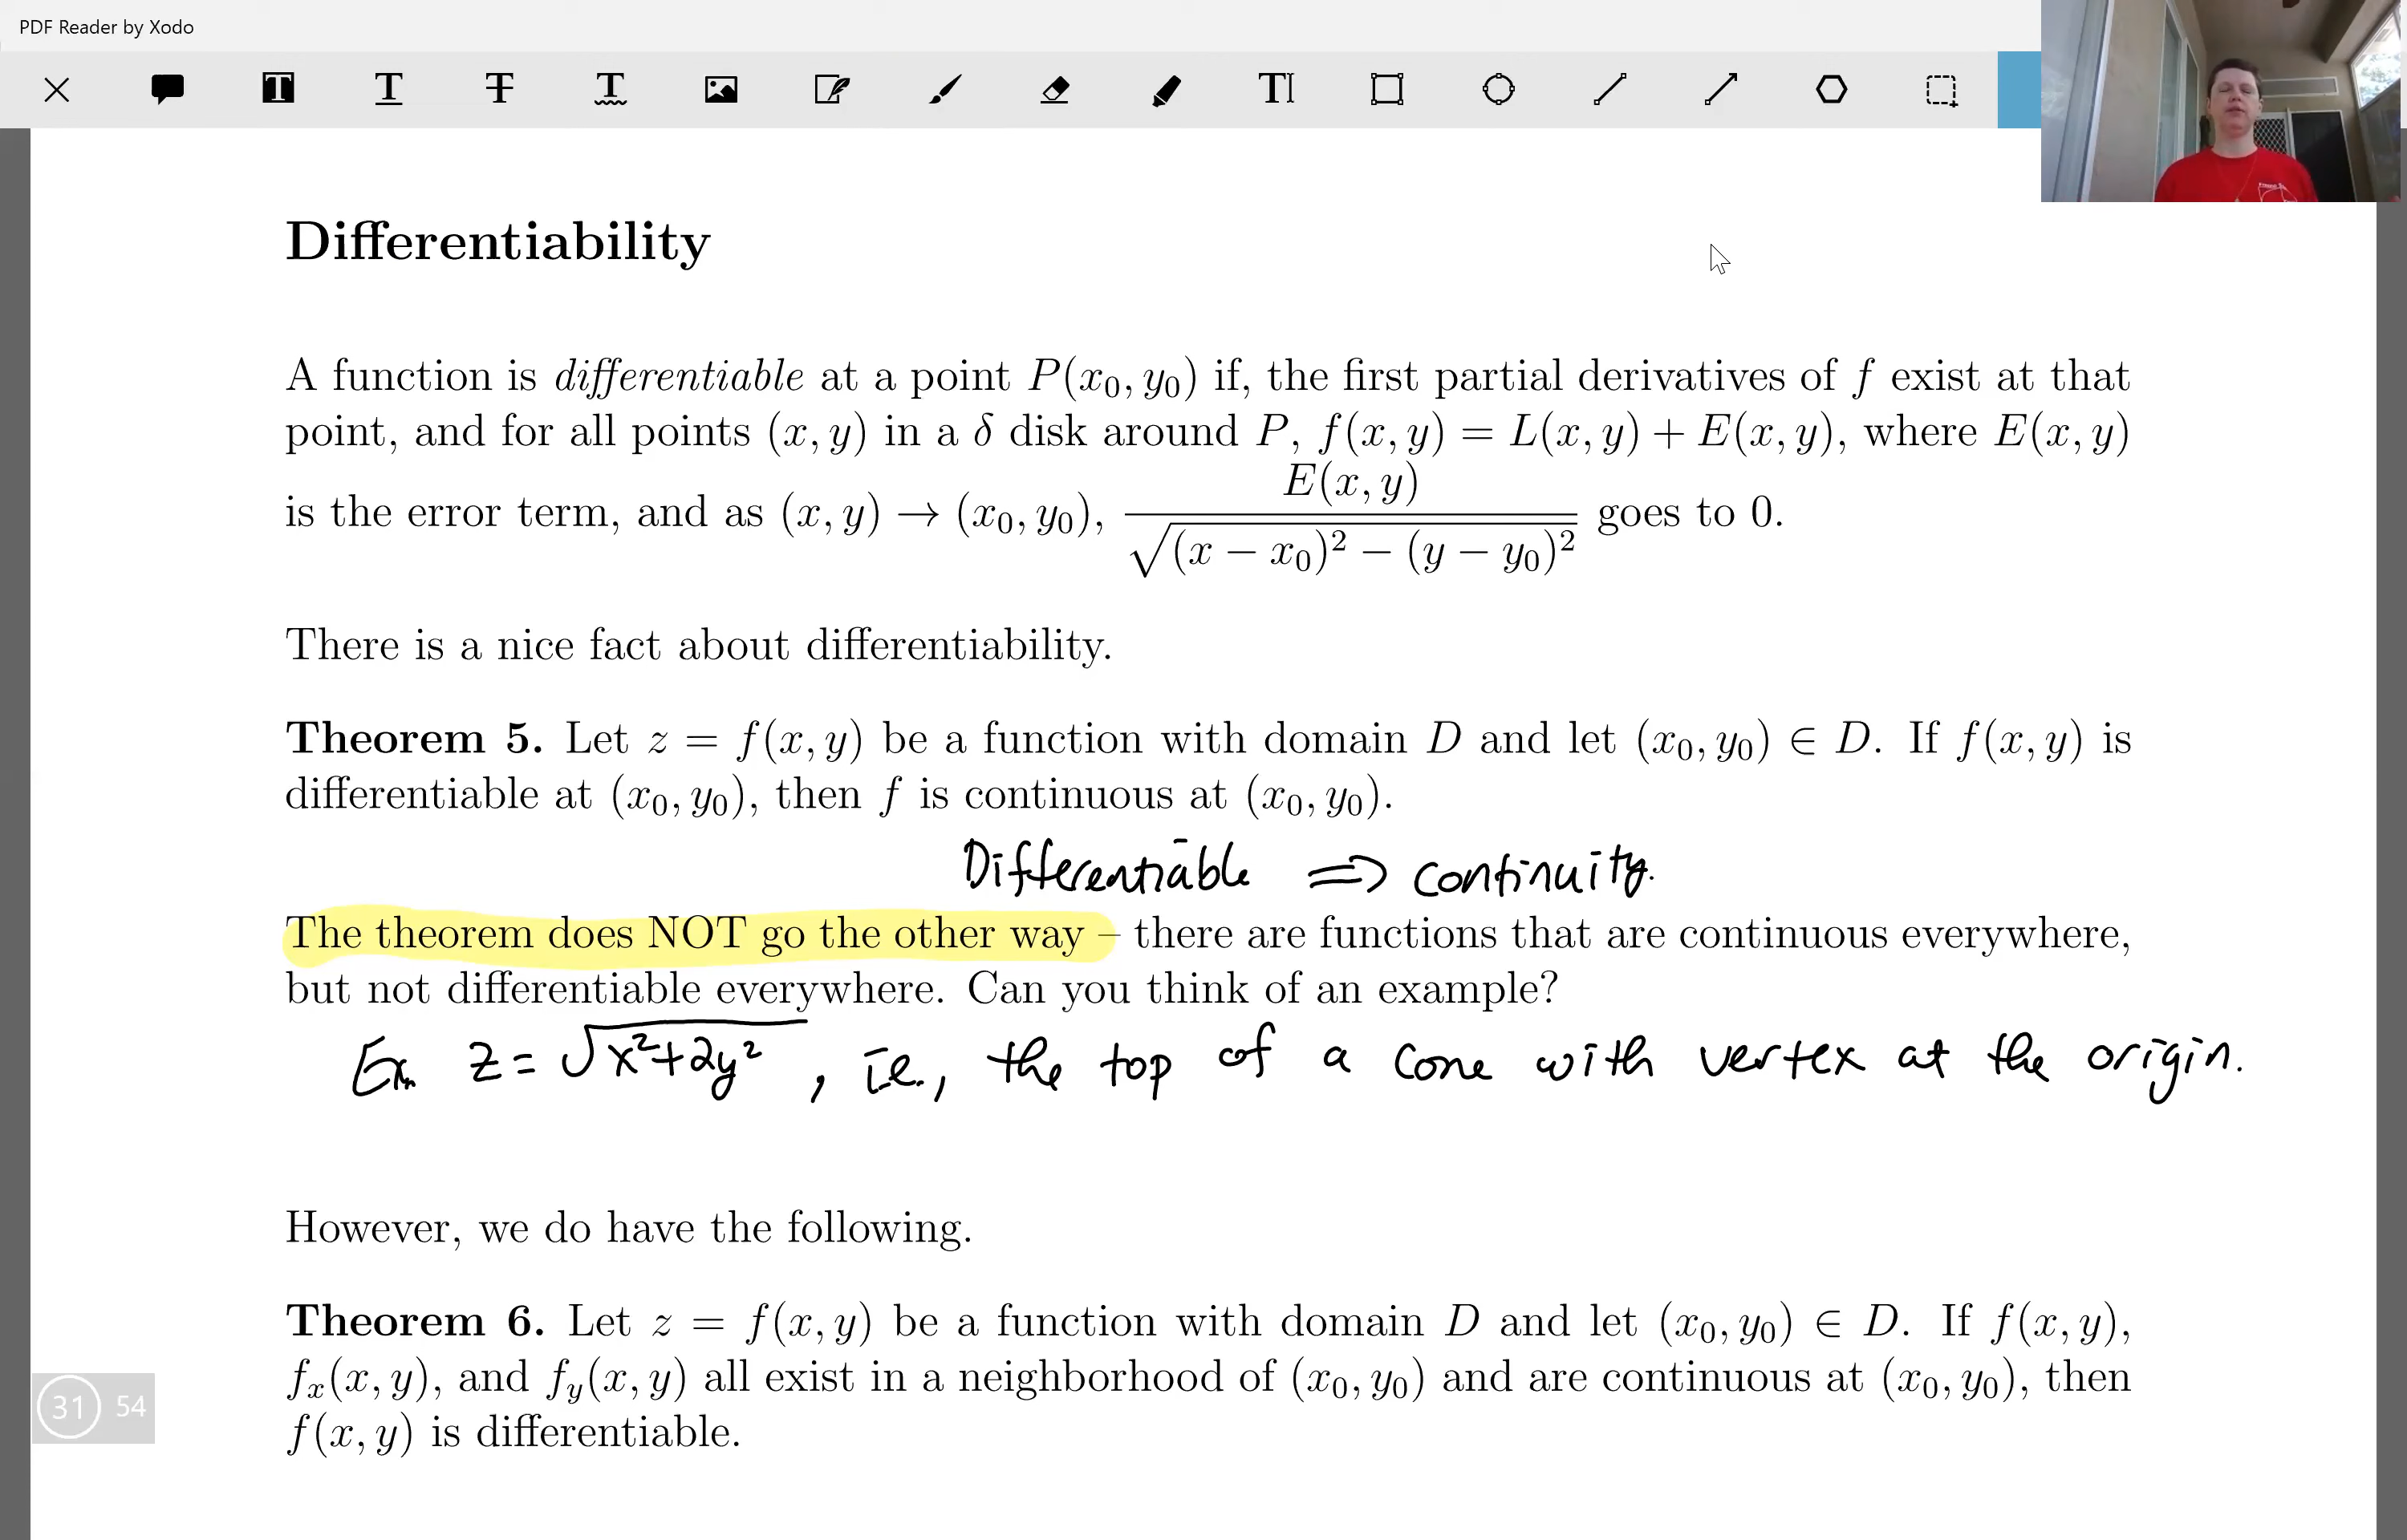 PDF Reader by Xodo
Differentiability
A function is differentiable at a point P(x₀, y₀) if, the first partial derivatives of f exist at that
point, and for all points (x, y) in a δ disk around P, f(x, y) = L(x, y) + E(x, y), where E(x, y)
is the error term, and as (x, y) → (x₀, y₀), E(x, y) / √((x − x₀)² − (y − y₀)²) goes to 0.
There is a nice fact about differentiability.
Theorem 5. Let z = f(x, y) be a function with domain D and let (x₀, y₀) ∈ D. If f(x, y) is
differentiable at (x₀, y₀), then f is continuous at (x₀, y₀).
Differentiable ⇒ continuity.
The theorem does NOT go the other way – there are functions that are continuous everywhere,
but not differentiable everywhere. Can you think of an example?
Ex z = √(x² + 2y²), i.e., the top of a cone with vertex at the origin.
However, we do have the following.
Theorem 6. Let z = f(x, y) be a function with domain D and let (x₀, y₀) ∈ D. If f(x, y),
fₓ(x, y), and f_y(x, y) all exist in a neighborhood of (x₀, y₀) and are continuous at (x₀, y₀), then
f(x, y) is differentiable.
31 54